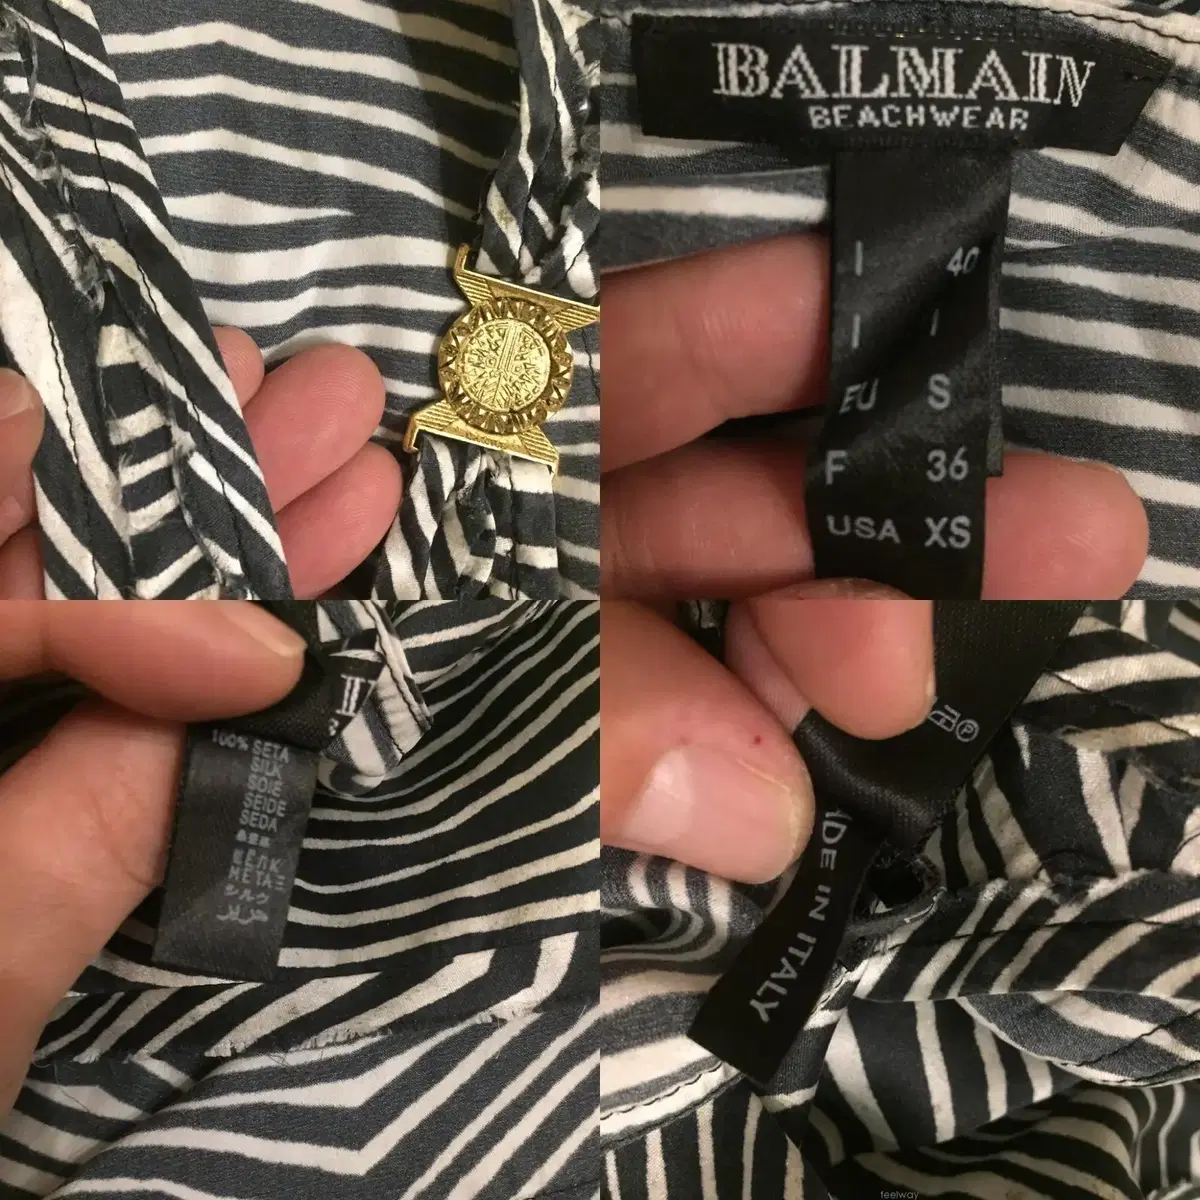 BALMAIN
BEACHWEAR
I 40
I I
EU S
F 36
USA XS
100% SETA
SILK
SOIE
SEIDE
SEDA
ΜΕΤΑΞΙ
シルク
حرير
DE IN ITALY
feelway